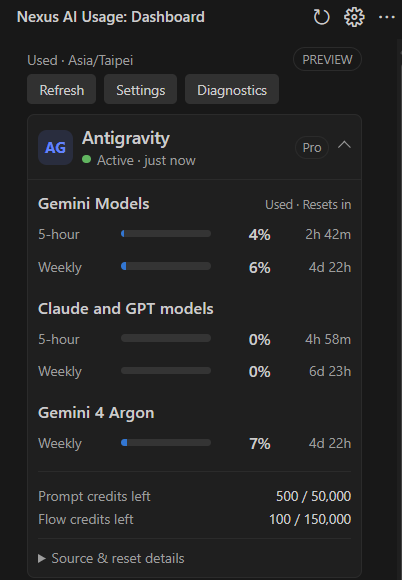 Nexus AI Usage: Dashboard
Used · Asia/Taipei
PREVIEW
Refresh Settings Diagnostics
AG Antigravity
Active · just now
Pro
Gemini Models Used · Resets in
5-hour 4% 2h 42m
Weekly 6% 4d 22h
Claude and GPT models
5-hour 0% 4h 58m
Weekly 0% 6d 23h
Gemini 4 Argon
Weekly 7% 4d 22h
Prompt credits left 500 / 50,000
Flow credits left 100 / 150,000
Source & reset details